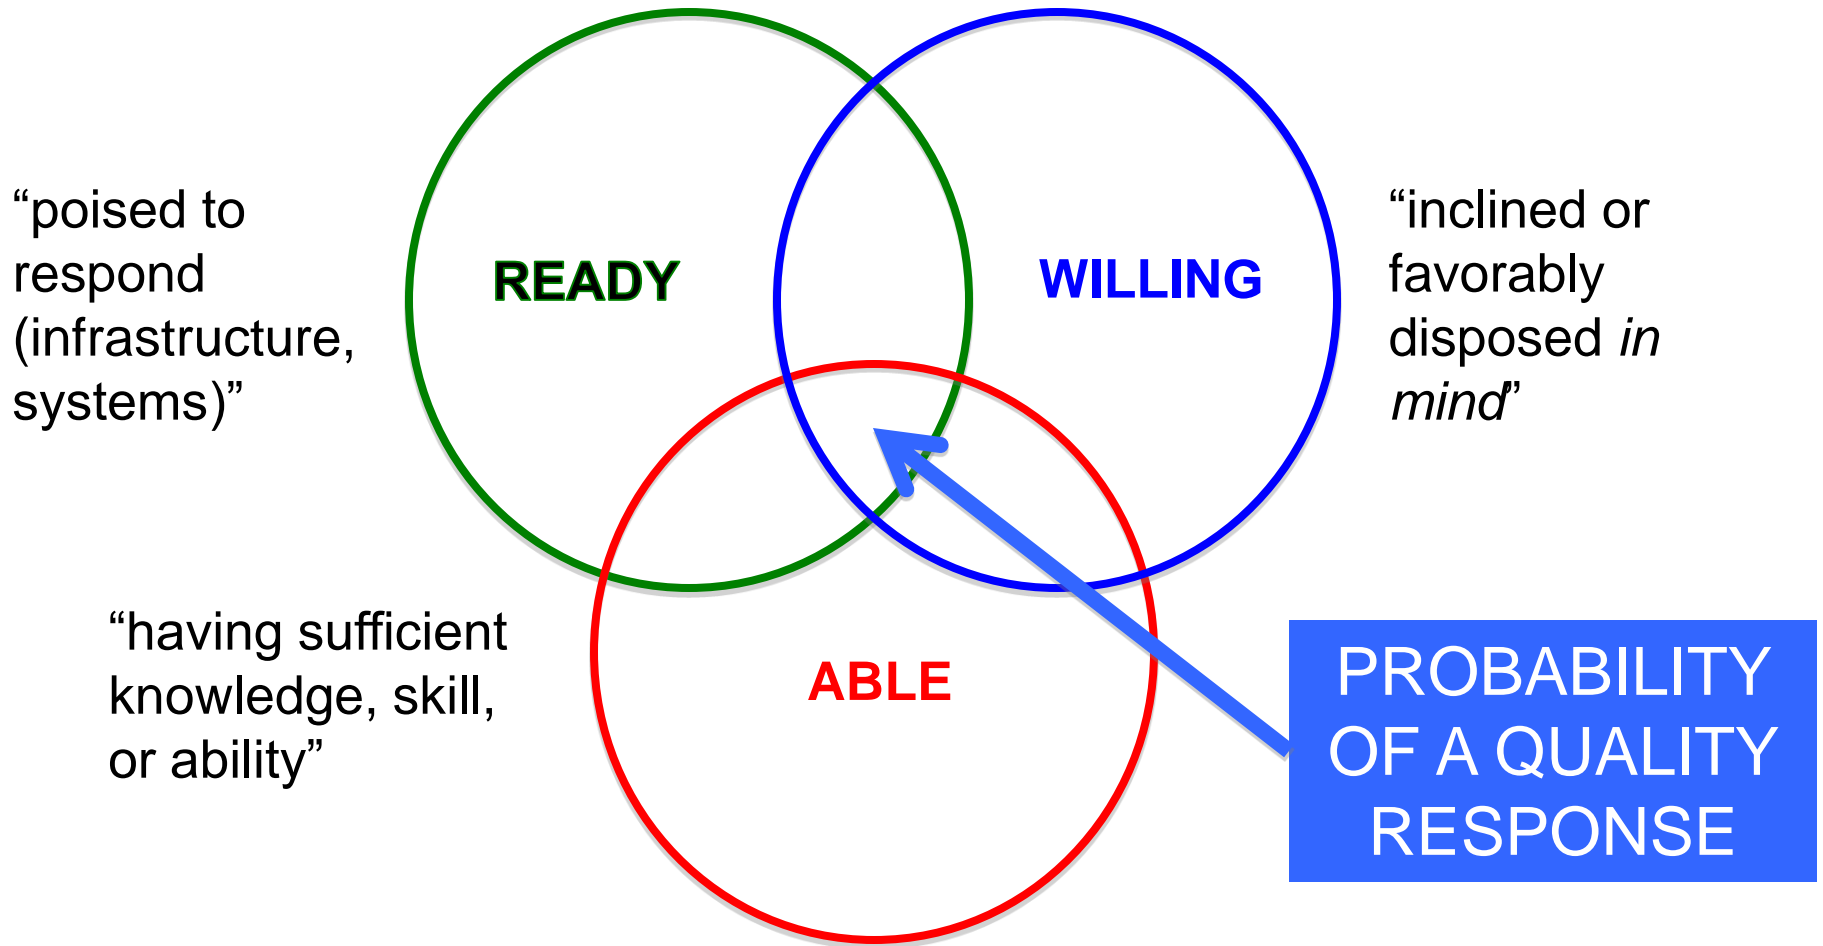 “poised to
respond
(infrastructure,
systems)”
READY
WILLING
“inclined or
favorably
disposed in
mind”
“having sufficient
knowledge, skill,
or ability”
ABLE
PROBABILITY
OF A QUALITY
RESPONSE